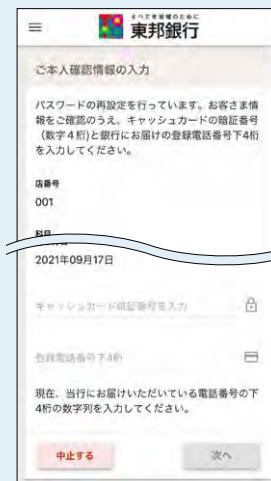 すべてを地域のために
東邦銀行
ご本人確認情報の入力
パスワードの再設定を行っています。お客さま情
報をご確認のうえ、キャッシュカードの暗証番号
（数字４桁)と銀行にお届けの登録電話番号下4桁
を入力してください。
店番号
001
科目
2021年09月17日
キャッシュカード暗証番号を入力
登録電話番号下4桁
現在、当行にお届けいただいている電話番号の下
4桁の数字列を入力してください。
中止する
次へ